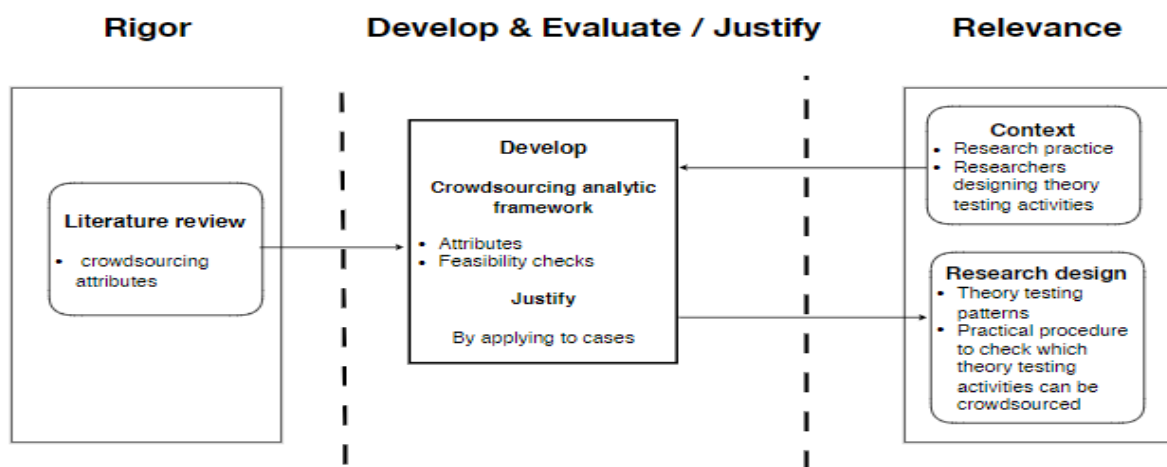 Rigor
Develop & Evaluate / Justify
Relevance
Literature review
• crowdsourcing
attributes
Develop
Crowdsourcing analytic
framework
• Attributes
• Feasibility checks
Justify
By applying to cases
Context
• Research practice
• Researchers
designing theory
testing activities
Research design
• Theory testing
patterns
• Practical procedure
to check which
theory testing
activities can be
crowdsourced